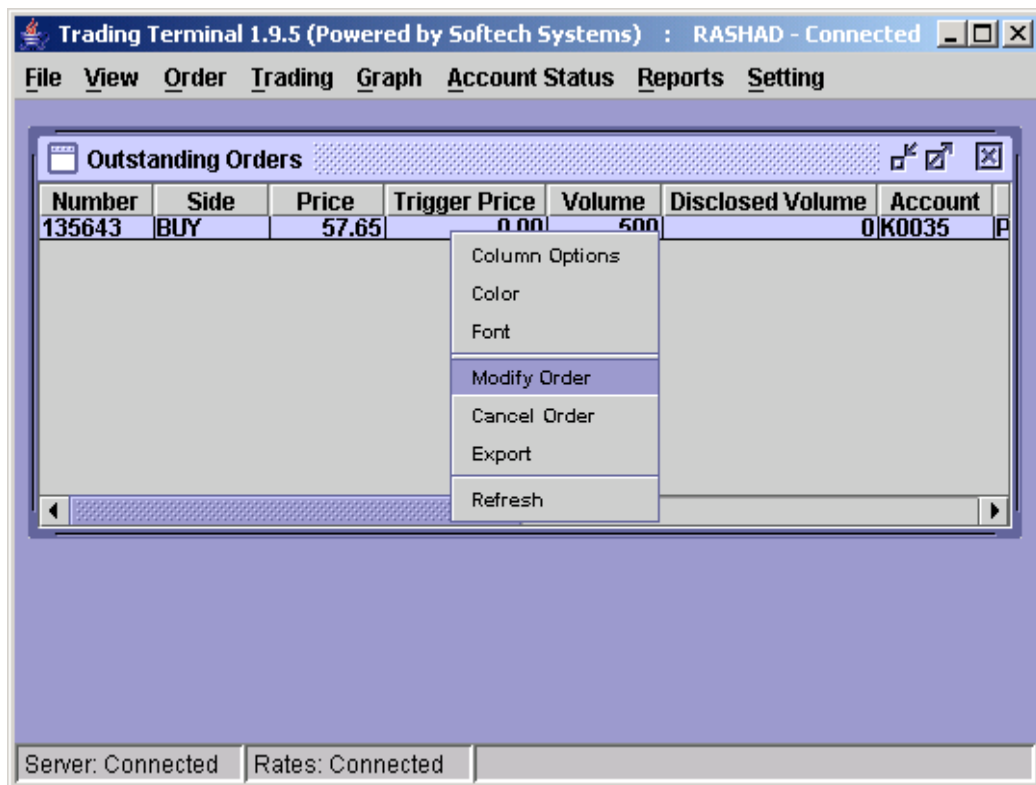 Trading Terminal 1.9.5 (Powered by Softech Systems) : RASHAD - Connected
File View Order Trading Graph Account Status Reports Setting
Outstanding Orders
Number Side Price Trigger Price Volume Disclosed Volume Account
135643 BUY 57.65 0.00 500 0 K0035 P
Column Options
Color
Font
Modify Order
Cancel Order
Export
Refresh
Server: Connected Rates: Connected